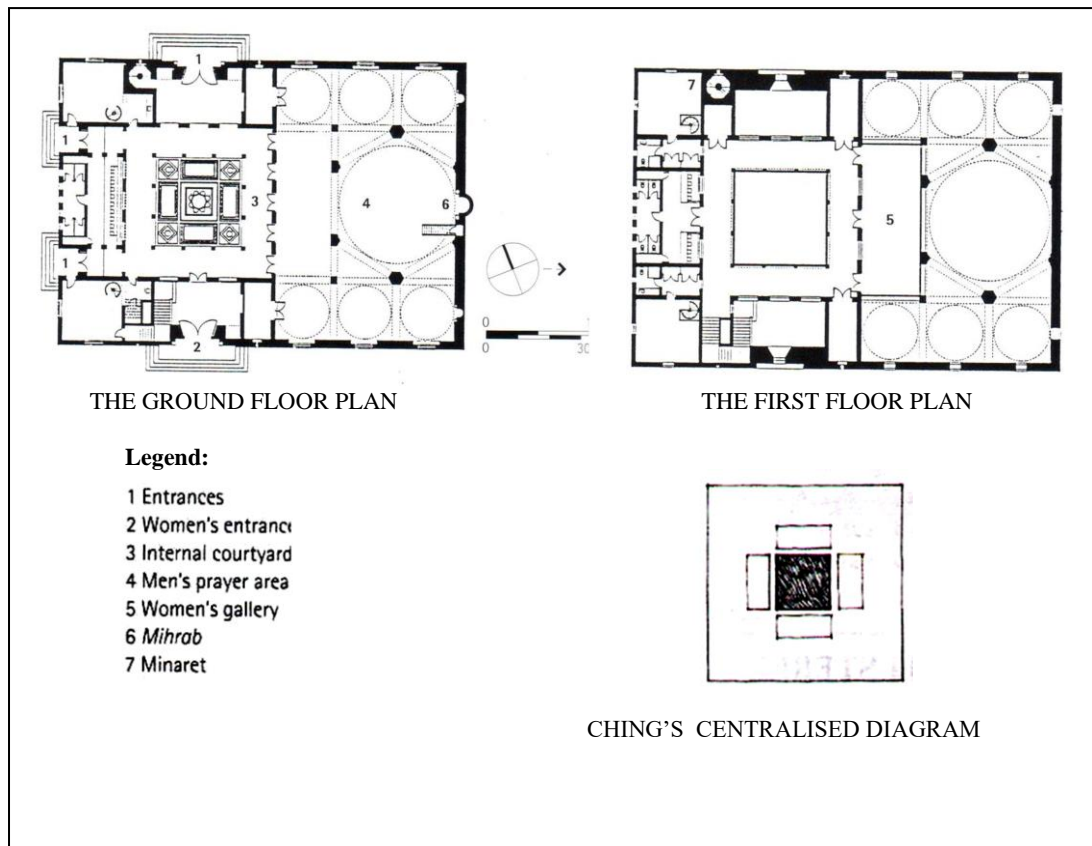 1
1
1
3
4
6
2
0
0
30
7
5
THE GROUND FLOOR PLAN
THE FIRST FLOOR PLAN
Legend:
1 Entrances
2 Women's entrance
3 Internal courtyard
4 Men's prayer area
5 Women's gallery
6 Mihrab
7 Minaret
CHING'S CENTRALISED DIAGRAM